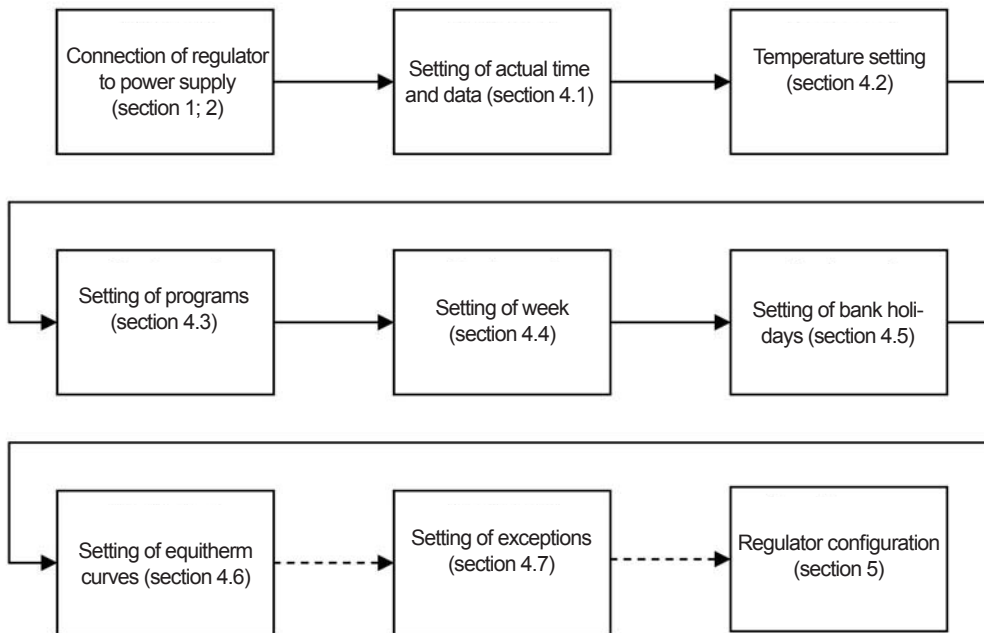 Connection of regulator
to power supply
(section 1; 2)
Setting of actual time
and data (section 4.1)
Temperature setting
(section 4.2)
Setting of programs
(section 4.3)
Setting of week
(section 4.4)
Setting of bank holi-
days (section 4.5)
Setting of equitherm
curves (section 4.6)
Setting of exceptions
(section 4.7)
Regulator configuration
(section 5)